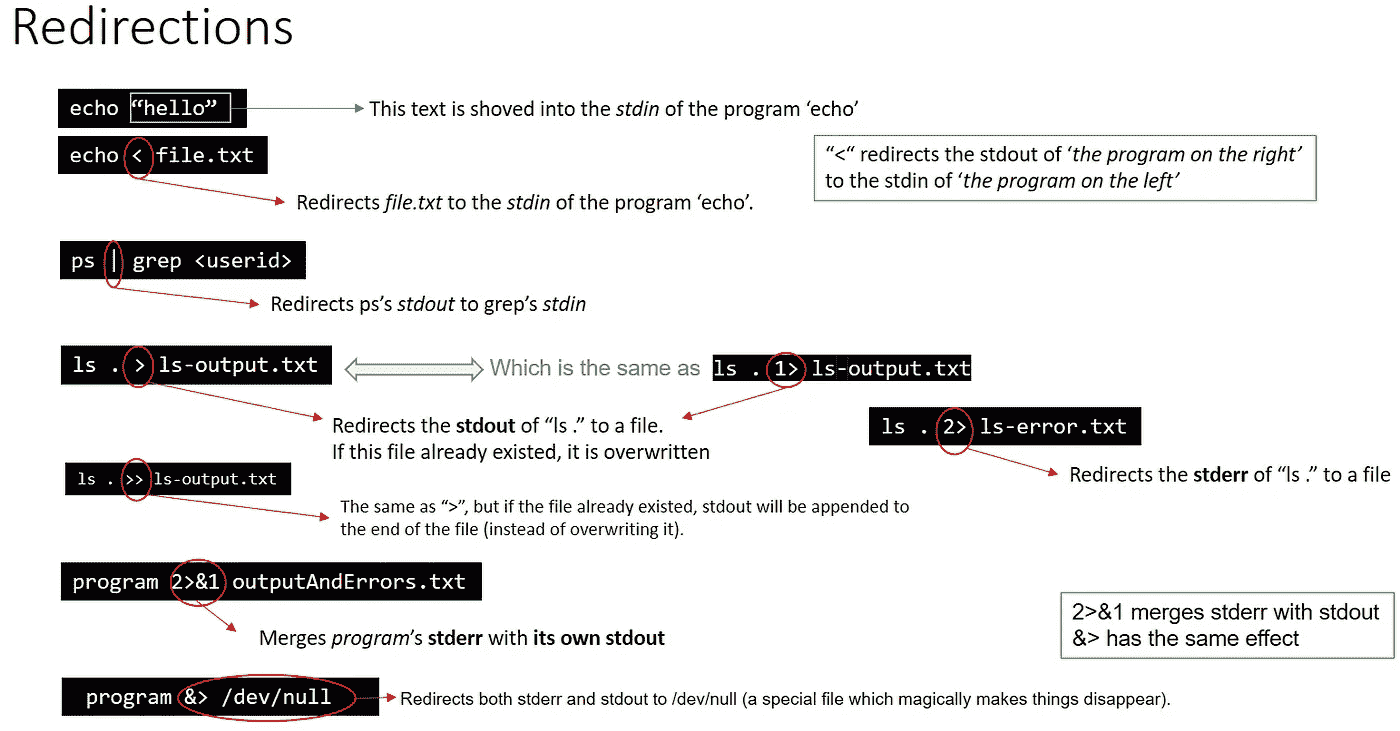 Redirections
echo “hello”
This text is shoved into the stdin of the program ‘echo’
echo < file.txt
“<“ redirects the stdout of ‘the program on the right’
to the stdin of ‘the program on the left’
Redirects file.txt to the stdin of the program ‘echo’.
ps | grep <userid>
Redirects ps’s stdout to grep’s stdin
ls . > ls-output.txt
Which is the same as
ls . 1> ls-output.txt
Redirects the stdout of “ls .” to a file.
If this file already existed, it is overwritten
ls . 2> ls-error.txt
Redirects the stderr of “ls .” to a file
ls . >> ls-output.txt
The same as “>”, but if the file already existed, stdout will be appended to
the end of the file (instead of overwriting it).
program 2>&1 outputAndErrors.txt
Merges program’s stderr with its own stdout
2>&1 merges stderr with stdout
&> has the same effect
program &> /dev/null
Redirects both stderr and stdout to /dev/null (a special file which magically makes things disappear).